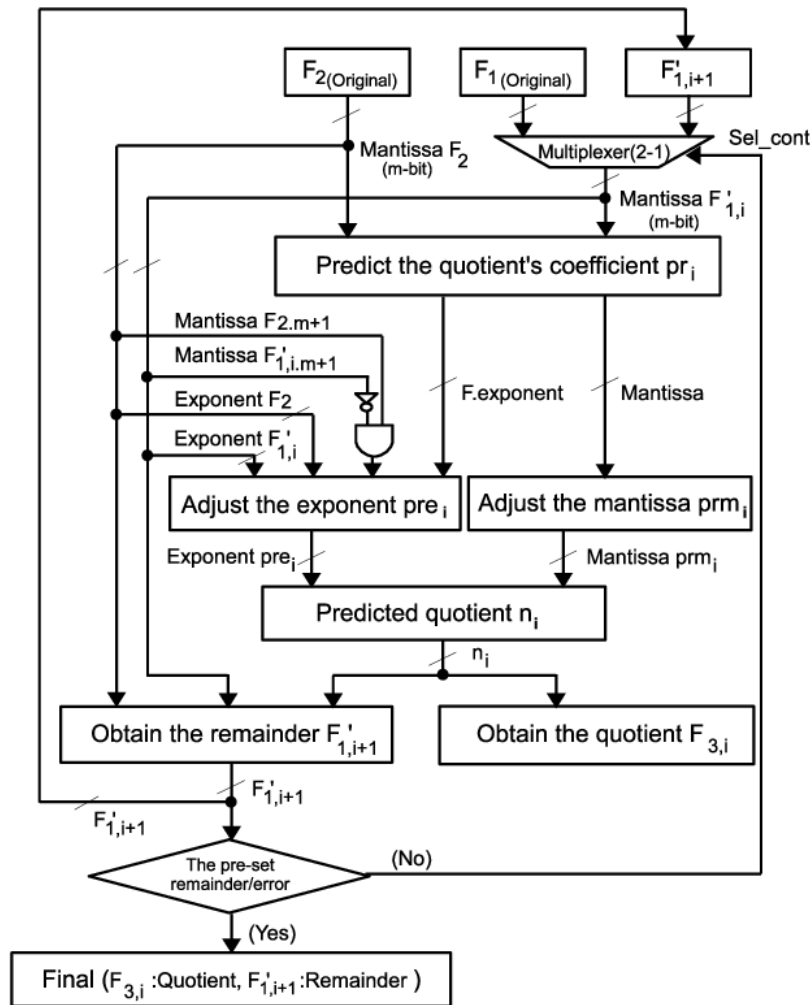 F2(Original)
F1(Original)
F'1,i+1
Multiplexer(2-1)
Sel_cont
Mantissa F2
(m-bit)
Mantissa F'1,i
(m-bit)
Predict the quotient's coefficient pri
Mantissa F2.m+1
Mantissa F'1,i.m+1
Exponent F2
Exponent F'1,i
F.exponent
Mantissa
Adjust the exponent prei
Adjust the mantissa prmi
Exponent prei
Mantissa prmi
Predicted quotient ni
ni
Obtain the remainder F'1,i+1
Obtain the quotient F3,i
F'1,i+1
F'1,i+1
The pre-set
remainder/error
(No)
(Yes)
Final (F3,i :Quotient, F'1,i+1 :Remainder )